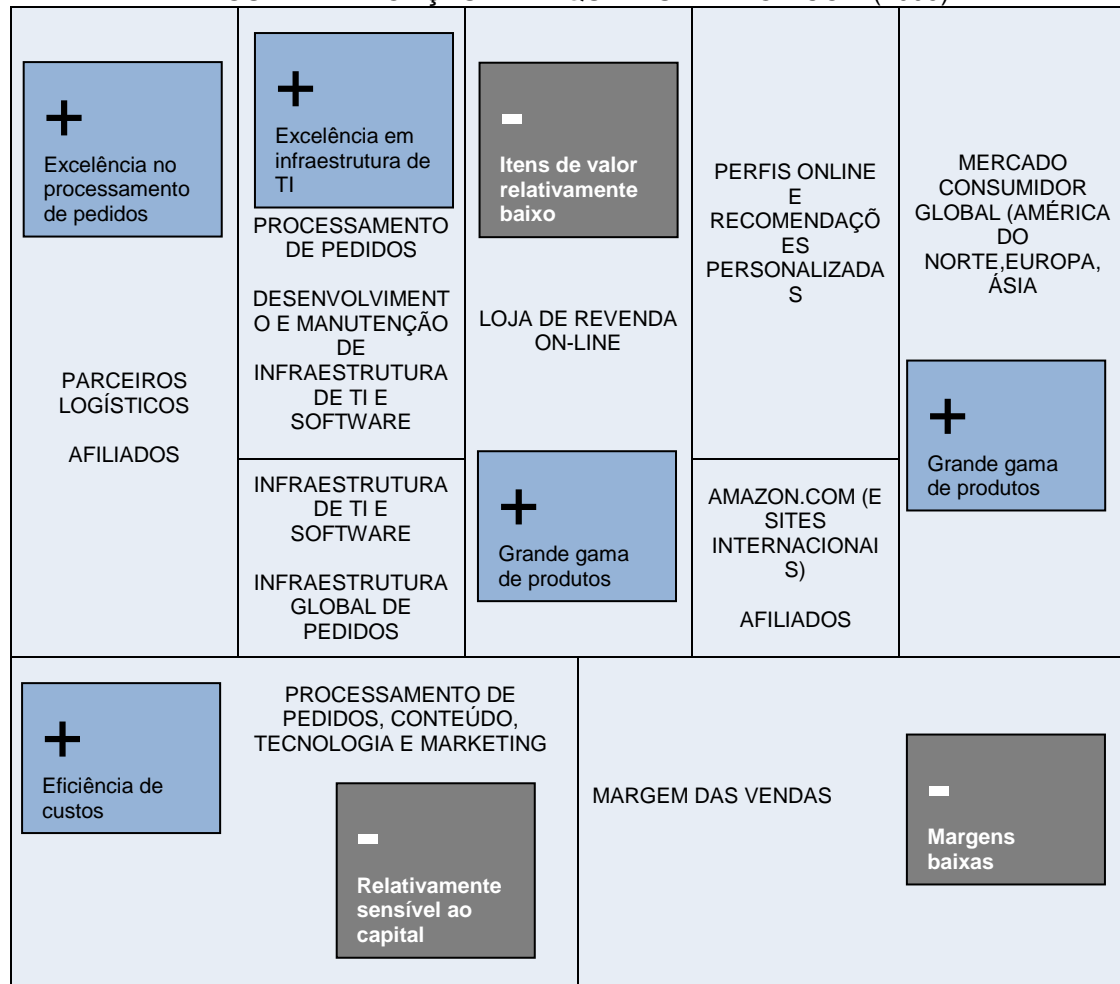 +
Excelência no
processamento
de pedidos
PARCEIROS
LOGÍSTICOS
AFILIADOS
+
Excelência em
infraestrutura de
TI
PROCESSAMENTO
DE PEDIDOS
DESENVOLVIMENT
O E MANUTENÇÃO
DE
INFRAESTRUTURA
DE TI E
SOFTWARE
INFRAESTRUTURA
DE TI E
SOFTWARE
INFRAESTRUTURA
GLOBAL DE
PEDIDOS
-
Itens de valor
relativamente
baixo
LOJA DE REVENDA
ON-LINE
+
Grande gama
de produtos
PERFIS ONLINE
E
RECOMENDAÇÕ
ES
PERSONALIZADA
S
AMAZON.COM (E
SITES
INTERNACIONAI
S)
AFILIADOS
MERCADO
CONSUMIDOR
GLOBAL (AMÉRICA
DO
NORTE,EUROPA,
ÁSIA
+
Grande gama
de produtos
+
Eficiência de
custos
PROCESSAMENTO DE
PEDIDOS, CONTEÚDO,
TECNOLOGIA E MARKETING
-
Relativamente
sensível ao
capital
MARGEM DAS VENDAS
-
Margens
baixas